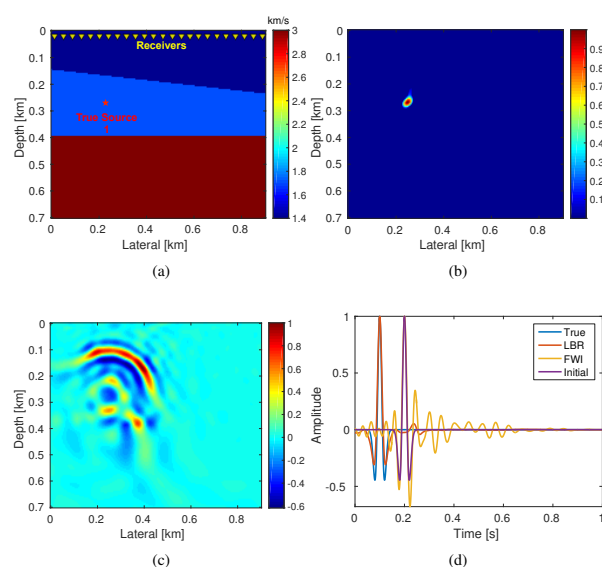 km/s
Receivers
True Source
Depth [km]
0
0.1
0.2
0.3
0.4
0.5
0.6
0.7
0 0.2 0.4 0.6 0.8
Lateral [km]
3
2.8
2.6
2.4
2.2
2
1.8
1.6
1.4
(a)
Depth [km]
0
0.1
0.2
0.3
0.4
0.5
0.6
0.7
0 0.2 0.4 0.6 0.8
Lateral [km]
0.9
0.8
0.7
0.6
0.5
0.4
0.3
0.2
0.1
(b)
Depth [km]
0
0.1
0.2
0.3
0.4
0.5
0.6
0.7
0 0.2 0.4 0.6 0.8
Lateral [km]
1
0.8
0.6
0.4
0.2
0
-0.2
-0.4
-0.6
(c)
Amplitude
1
0.5
0
-0.5
0 0.2 0.4 0.6 0.8 1
Time [s]
True
LBR
FWI
Initial
(d)